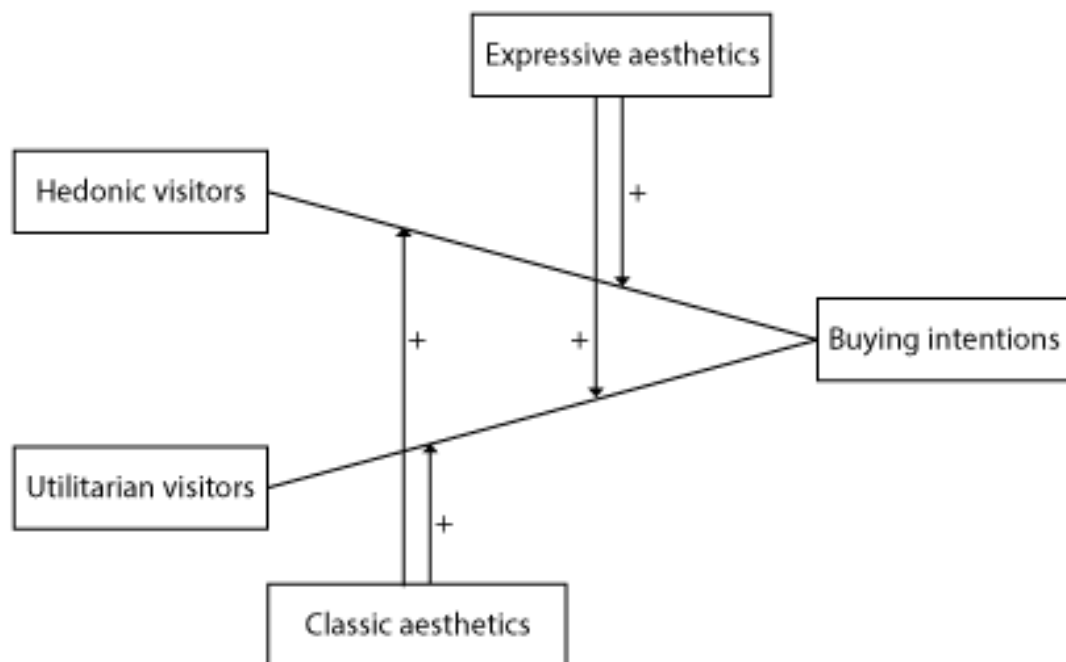 Expressive aesthetics
Hedonic visitors
+
Buying intentions
+
+
Utilitarian visitors
+
Classic aesthetics